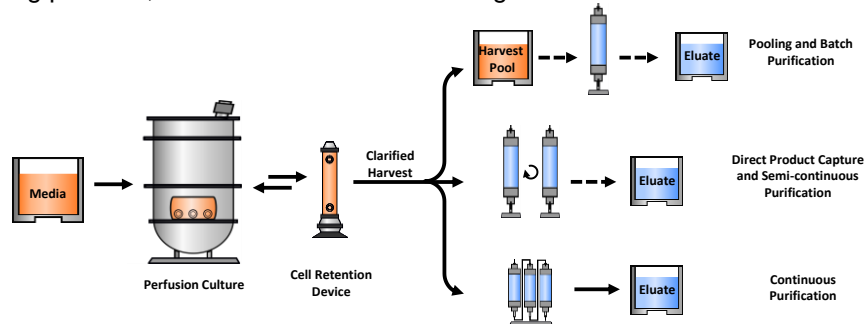 Harvest
Pool
Eluate
Pooling and Batch
Purification
Media
Perfusion Culture
Cell Retention
Device
Clarified
Harvest
Eluate
Direct Product Capture
and Semi-continuous
Purification
Eluate
Continuous
Purification